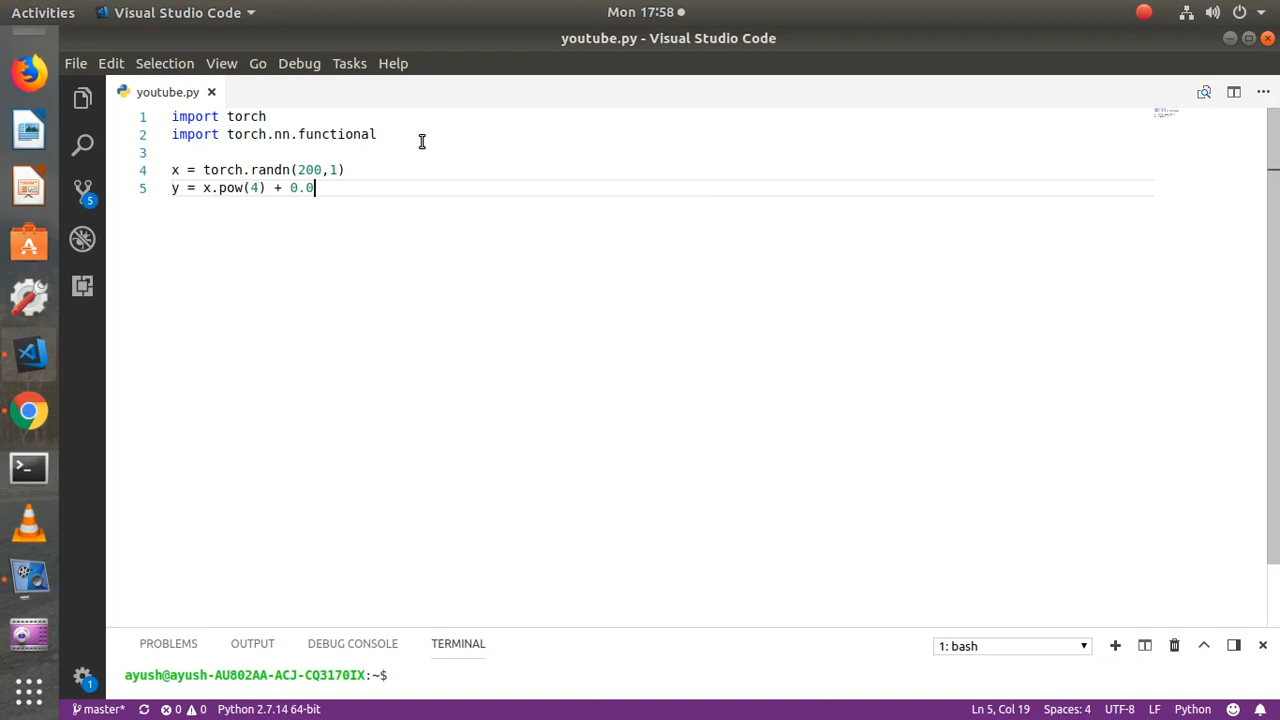 Activities Visual Studio Code Mon 17:58
youtube.py - Visual Studio Code
File Edit Selection View Go Debug Tasks Help
youtube.py
1 import torch
2 import torch.nn.functional
3
4 x = torch.randn(200,1)
5 y = x.pow(4) + 0.0
5
PROBLEMS OUTPUT DEBUG CONSOLE TERMINAL 1: bash
ayush@ayush-AU802AA-ACJ-CQ3170IX:~$
1
master* 0 0 Python 2.7.14 64-bit Ln 5, Col 19 Spaces: 4 UTF-8 LF Python